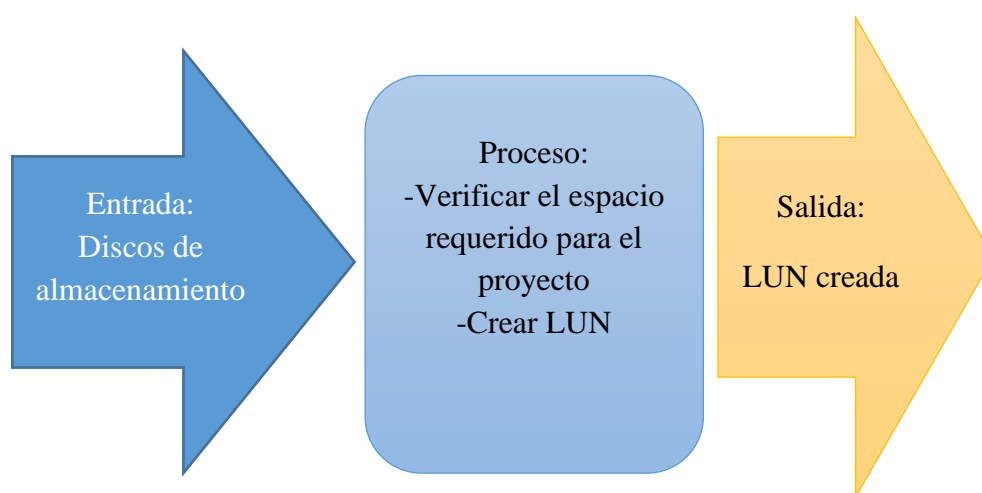 Entrada:
Discos de
almacenamiento
Proceso:
-Verificar el espacio
requerido para el
proyecto
-Crear LUN
Salida:
LUN creada